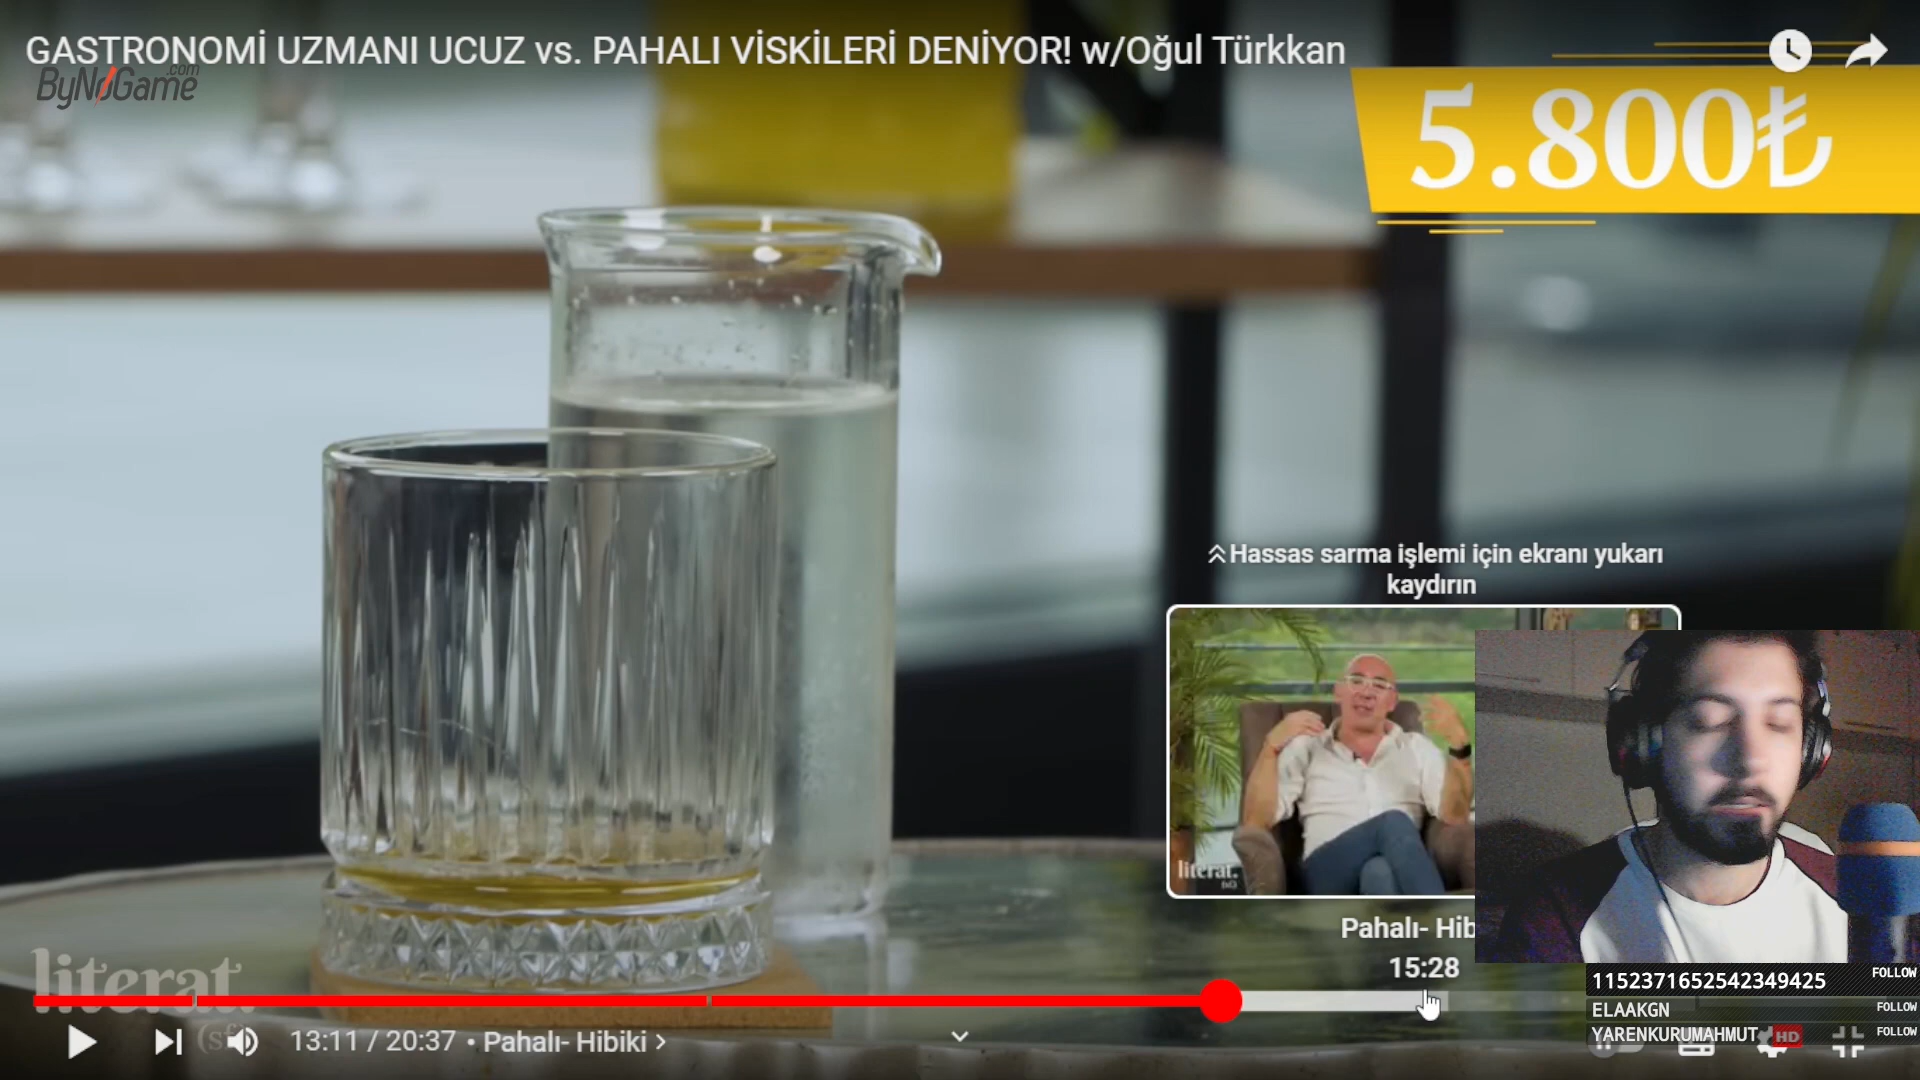 GASTRONOMİ UZMANI UCUZ vs. PAHALI VİSKİLERİ DENİYOR! w/Oğul Türkkan
ByNoGame.com
5.800₺
Hassas sarma işlemi için ekranı yukarı
kaydırın
literat.
Pahalı- Hib
15:28
literat.
13:11 / 20:37 • Pahalı- Hibiki
1152371652542349425 FOLLOW
ELAAKGN FOLLOW
YARENKURUMAHMUT FOLLOW
HD